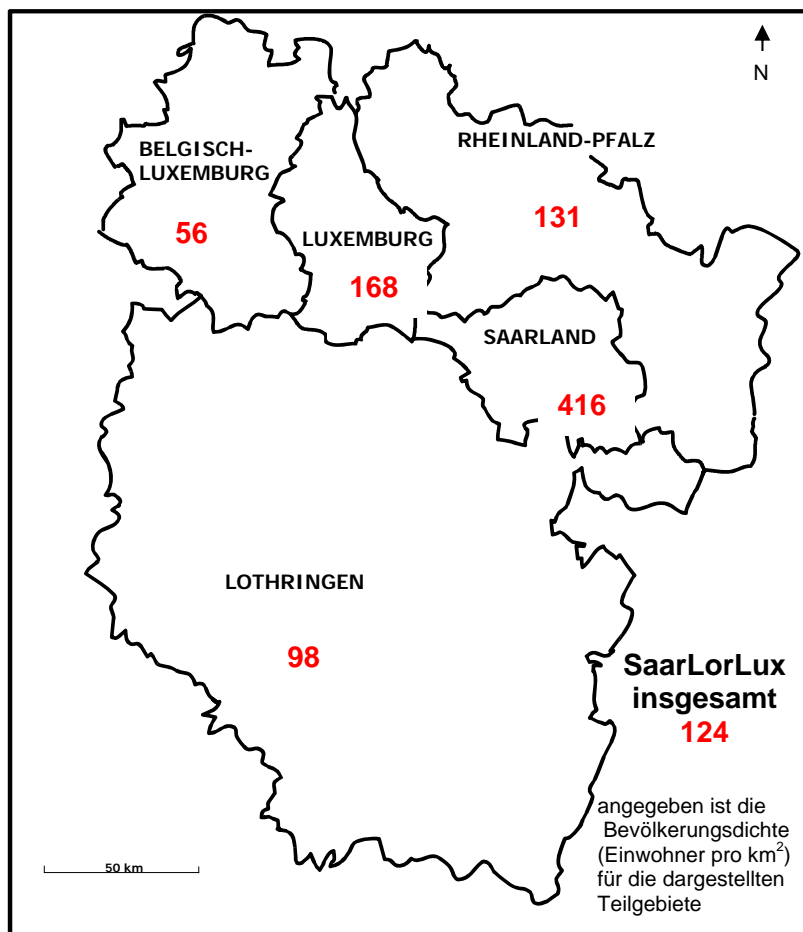 N
RHEINLAND-PFALZ
131
BELGISCH-
LUXEMBURG
56
LUXEMBURG
168
SAARLAND
416
LOTHRINGEN
98
SaarLorLux
insgesamt
124
angegeben ist die
Bevölkerungsdichte
(Einwohner pro km²)
für die dargestellten
Teilgebiete
50 km